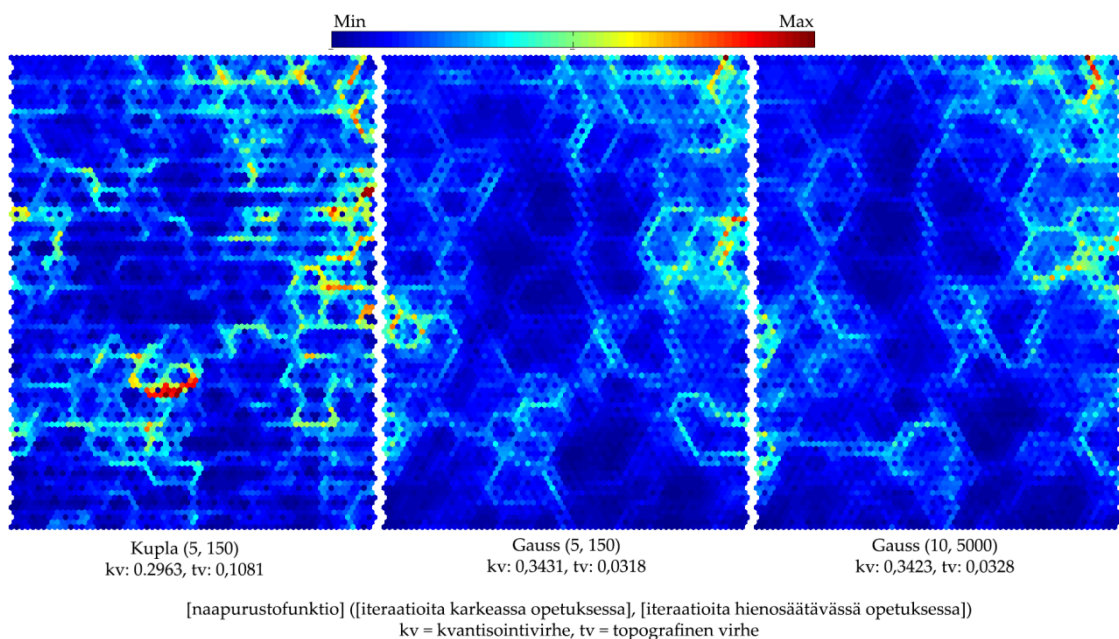 Min
Max
Kupla (5, 150)
kv: 0.2963, tv: 0,1081
Gauss (5, 150)
kv: 0,3431, tv: 0,0318
Gauss (10, 5000)
kv: 0,3423, tv: 0,0328
[naapurustofunktio] ([iteraatioita karkeassa opetuksessa], [iteraatioita hienosäätävässä opetuksessa])
kv = kvantisointivirhe, tv = topografinen virhe